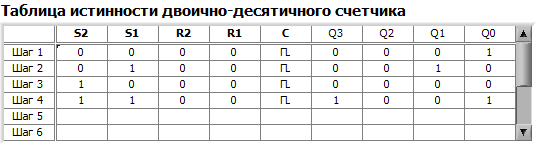 Таблица истинности двоично-десятичного счетчика
S2 S1 R2 R1 C Q3 Q2 Q1 Q0
Шаг 1 0 0 0 0 0 0 0 1
Шаг 2 0 1 0 0 0 0 1 0
Шаг 3 1 0 0 0 0 0 0 0
Шаг 4 1 1 0 0 1 0 0 1
Шаг 5
Шаг 6